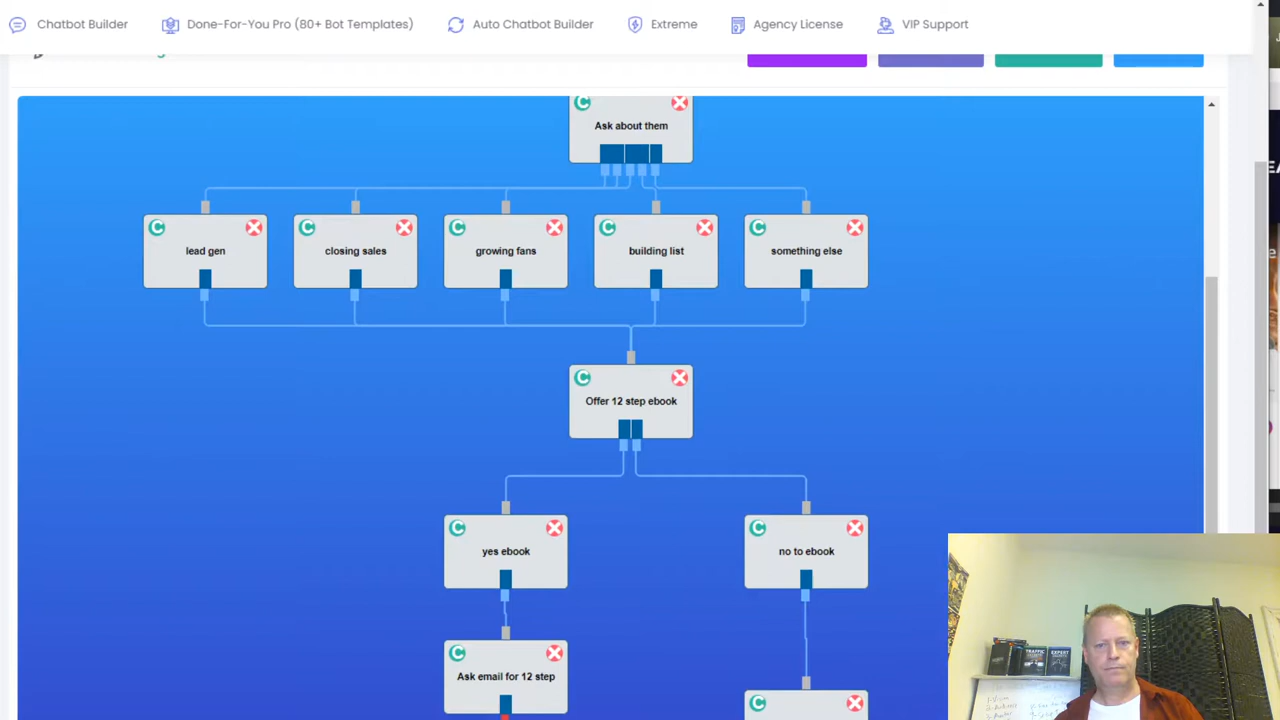 Chatbot Builder
Done-For-You Pro (80+ Bot Templates)
Auto Chatbot Builder
Extreme
Agency License
VIP Support
Ask about them
lead gen
closing sales
growing fans
building list
something else
Offer 12 step ebook
yes ebook
no to ebook
Ask email for 12 step
TRAFFIC
EXPERT